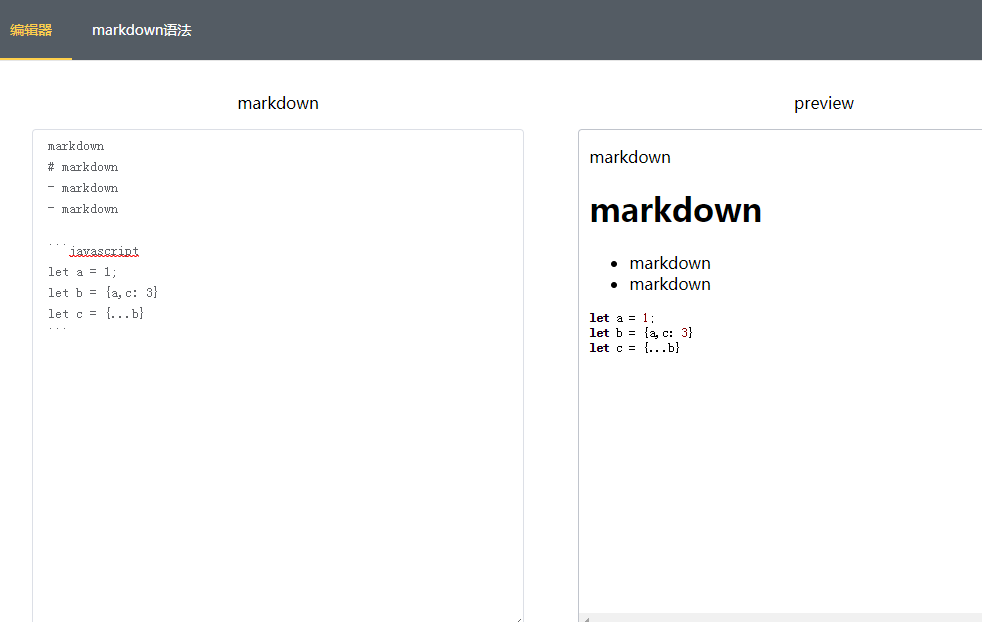 编辑器 markdown语法
markdown
markdown
# markdown
- markdown
- markdown
```javascript
let a = 1;
let b = {a,c: 3}
let c = {...b}
```
preview
markdown
markdown
• markdown
• markdown
let a = 1;
let b = {a,c: 3}
let c = {...b}